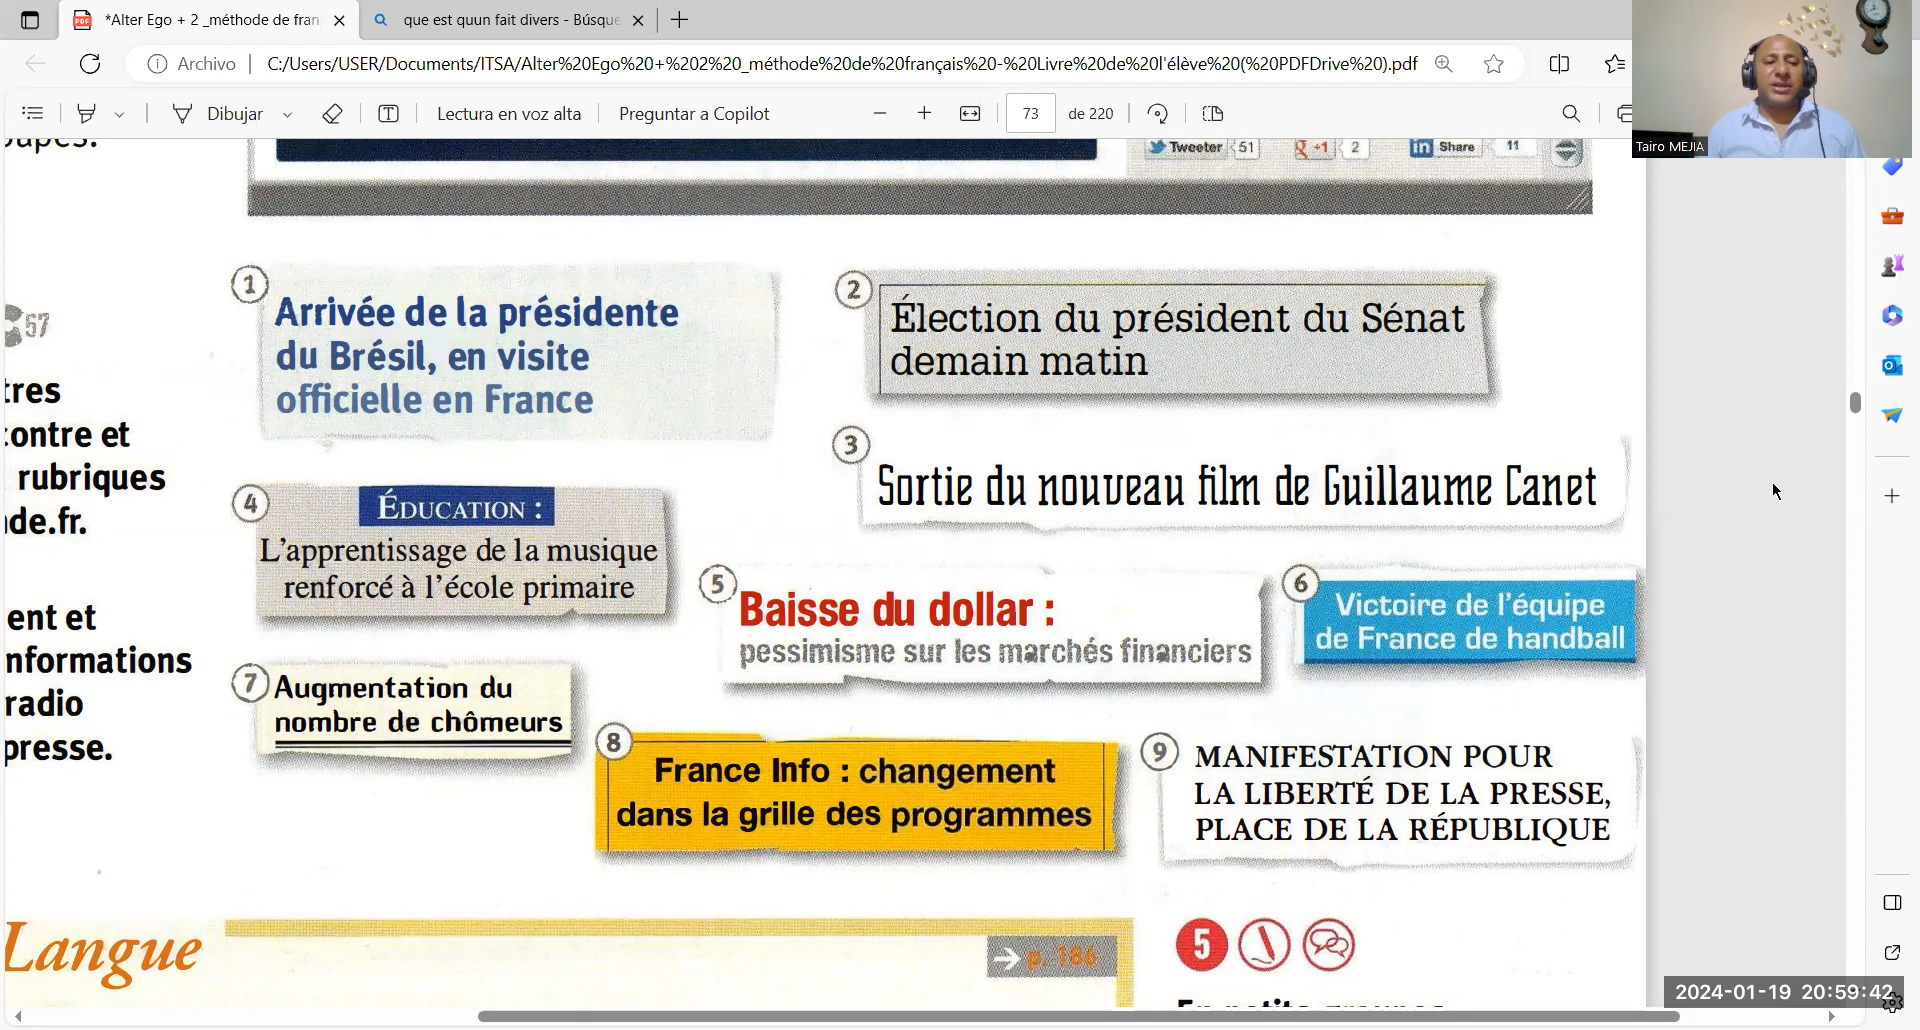 *Alter Ego + 2 _méthode de fran
que est quun fait divers - Búsque
Archivo
C:/Users/USER/Documents/ITSA/Alter%20Ego%20+%202%20_méthode%20de%20français%20-%20Livre%20de%20l'élève%20(%20PDFDrive%20).pdf
Dibujar
Lectura en voz alta
Preguntar a Copilot
73
de 220
Tairo MEJIA
Tweeter 51
+1 2
in Share 11
1
Arrivée de la présidente
du Brésil, en visite
officielle en France
2
Élection du président du Sénat
demain matin
57
3
Sortie du nouveau film de Guillaume Canet
tres
contre et
rubriques
de.fr.
4
ÉDUCATION :
L'apprentissage de la musique
renforcé à l'école primaire
5
Baisse du dollar :
pessimisme sur les marchés financiers
6
Victoire de l'équipe
de France de handball
ent et
nformations
radio
presse.
7
Augmentation du
nombre de chômeurs
8
France Info : changement
dans la grille des programmes
9
MANIFESTATION POUR
LA LIBERTÉ DE LA PRESSE,
PLACE DE LA RÉPUBLIQUE
Langue
p. 186
5
2024-01-19 20:59:42